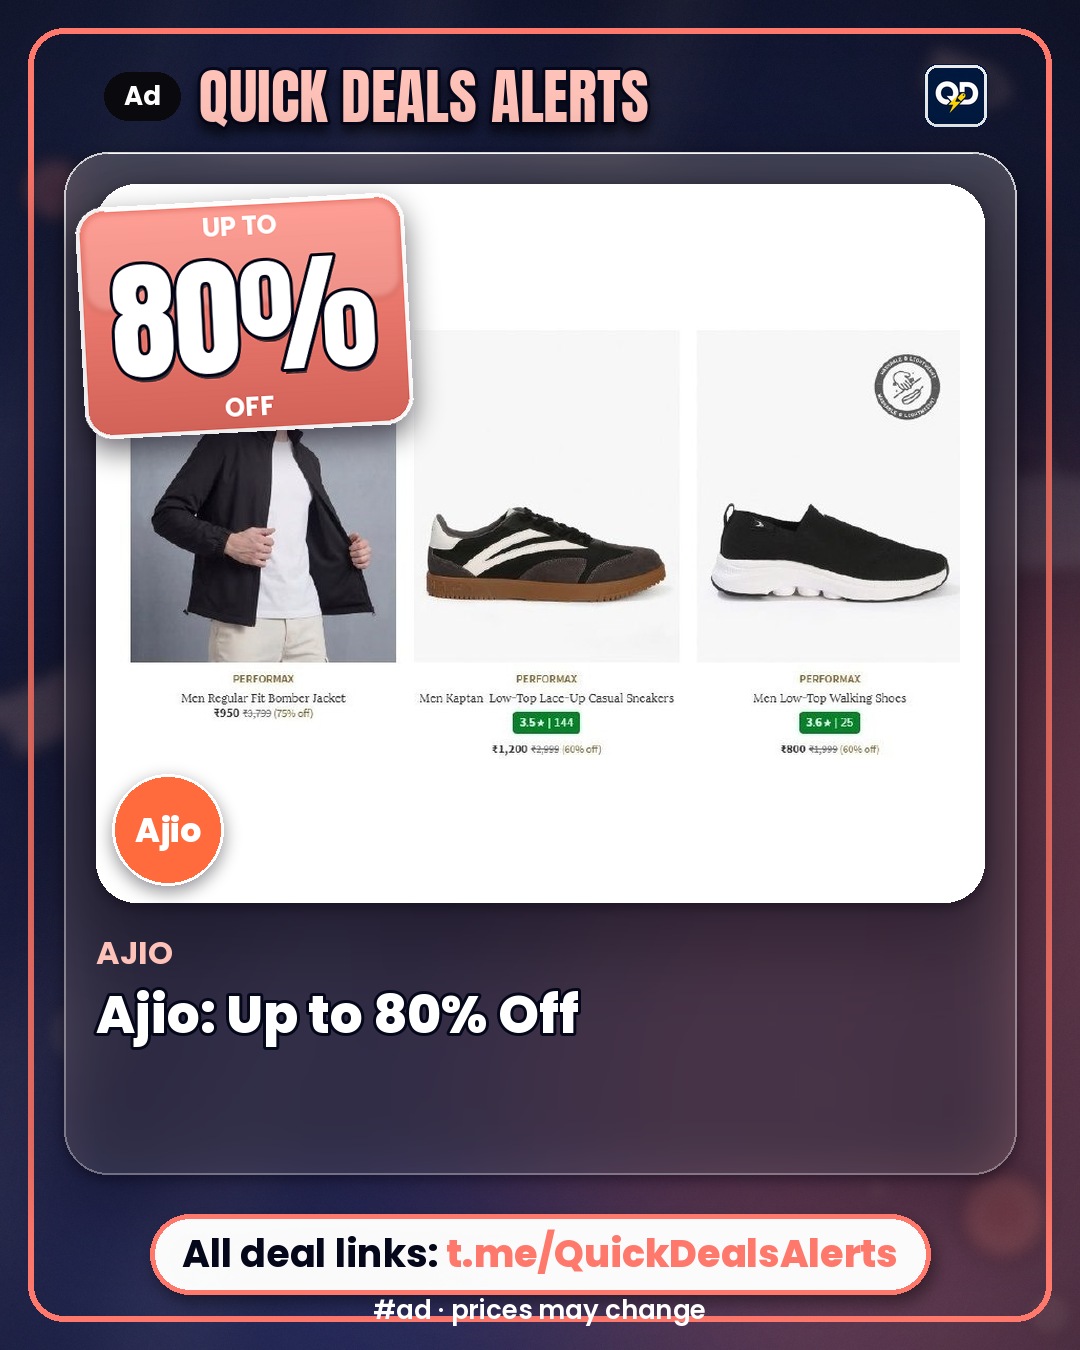 Ad
QUICK DEALS ALERTS
QD
UP TO
80%
OFF
PERFORMAX
Men Regular Fit Bomber Jacket
₹950 ₹3,799 (75% off)
PERFORMAX
Men Kaptan Low-Top Lace-Up Casual Sneakers
3.5★ | 144
₹1,200 ₹2,999 (60% off)
PERFORMAX
Men Low-Top Walking Shoes
3.6★ | 25
₹800 ₹1,999 (60% off)
Ajio
AJIO
Ajio: Up to 80% Off
All deal links: t.me/QuickDealsAlerts
#ad · prices may change